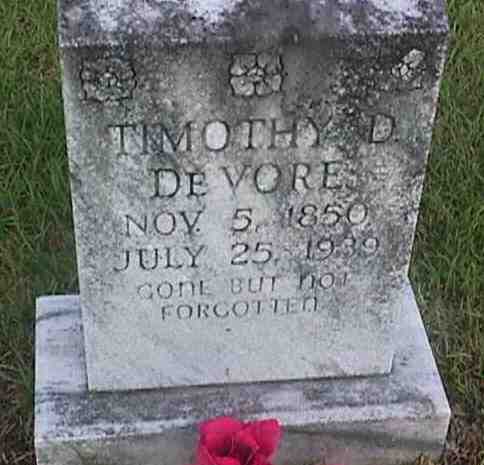 TIMOTHY D.
DEVORE
NOV. 5, 1850
JULY 25, 1939
GONE BUT NOT
FORGOTTEN